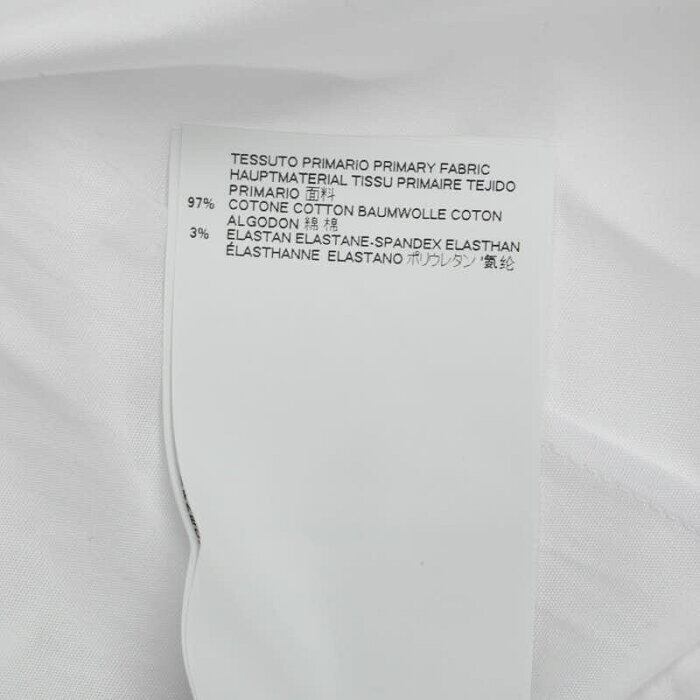 TESSUTO PRIMARIO PRIMARY FABRIC
HAUPTMATERIAL TISSU PRIMAIRE TEJIDO
PRIMARIO 面料
97% COTONE COTTON BAUMWOLLE COTON
ALGODON 綿 棉
3% ELASTAN ELASTANE-SPANDEX ELASTHAN
ÉLASTHANNE ELASTANO ポリウレタン '氨纶